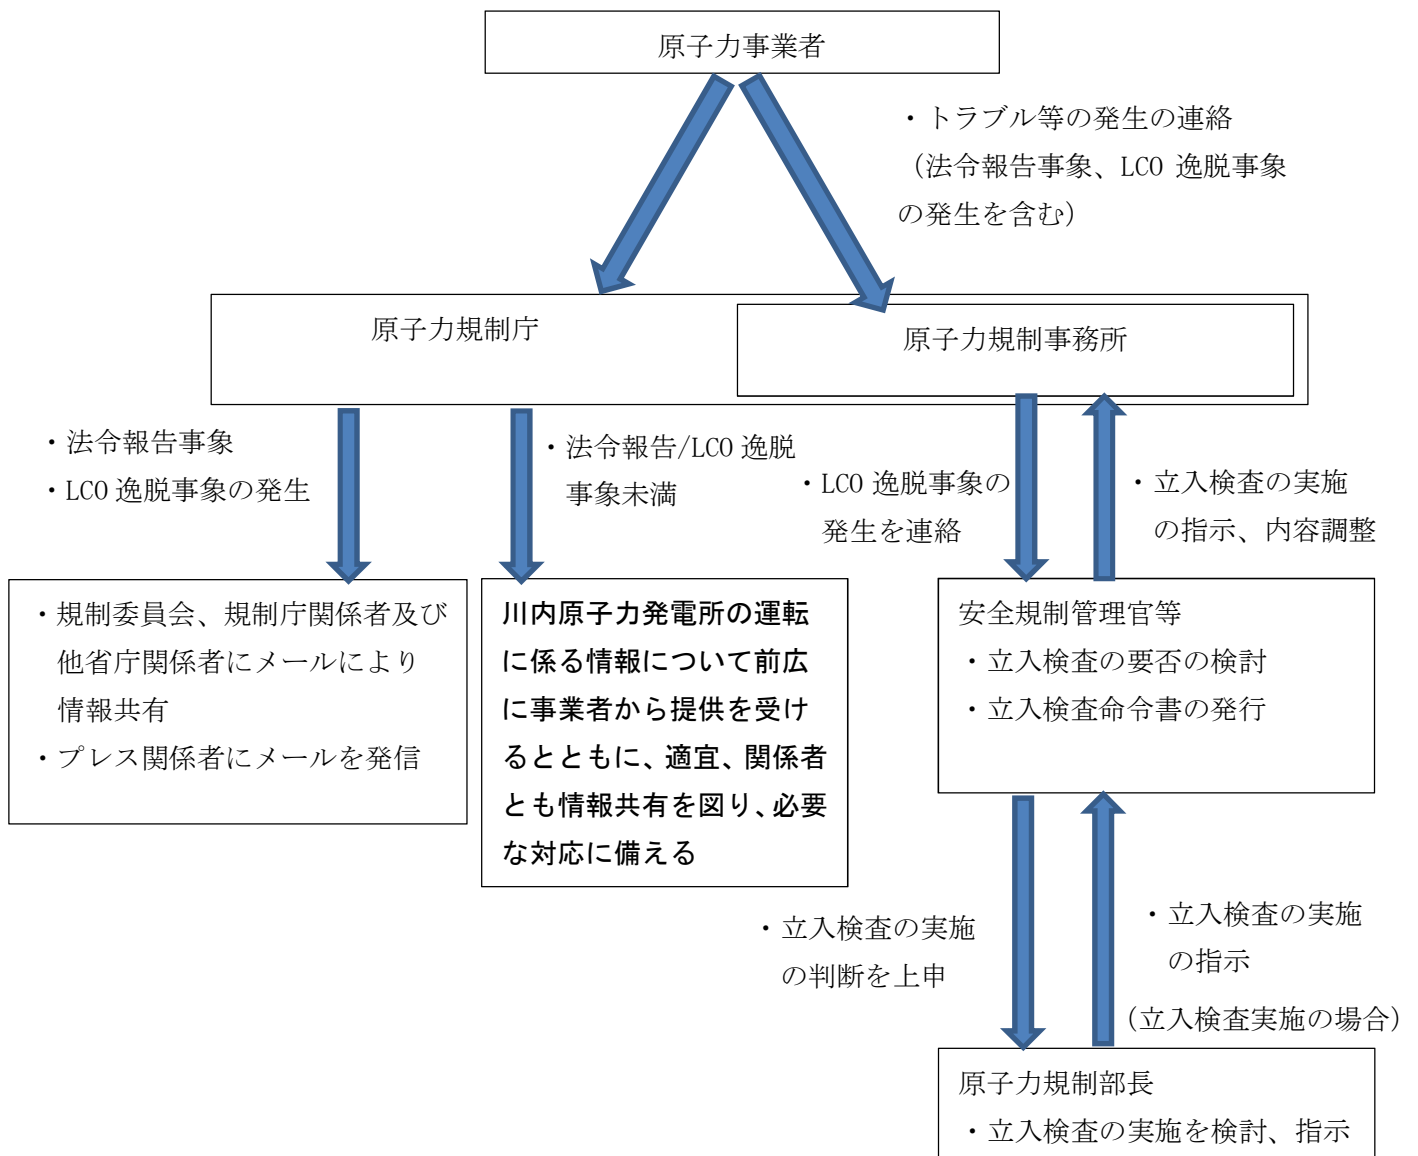 原子力事業者
・トラブル等の発生の連絡
（法令報告事象、LCO 逸脱事象
の発生を含む）
原子力規制庁
原子力規制事務所
・法令報告事象
・LCO 逸脱事象の発生
・法令報告/LCO 逸脱
事象未満
・LCO 逸脱事象の
発生を連絡
・立入検査の実施
の指示、内容調整
・規制委員会、規制庁関係者及び
他省庁関係者にメールにより
情報共有
・プレス関係者にメールを発信
川内原子力発電所の運転
に係る情報について前広
に事業者から提供を受け
るとともに、適宜、関係者
とも情報共有を図り、必要
な対応に備える
安全規制管理官等
・立入検査の要否の検討
・立入検査命令書の発行
・立入検査の実施
の判断を上申
・立入検査の実施
の指示
（立入検査実施の場合）
原子力規制部長
・立入検査の実施を検討、指示